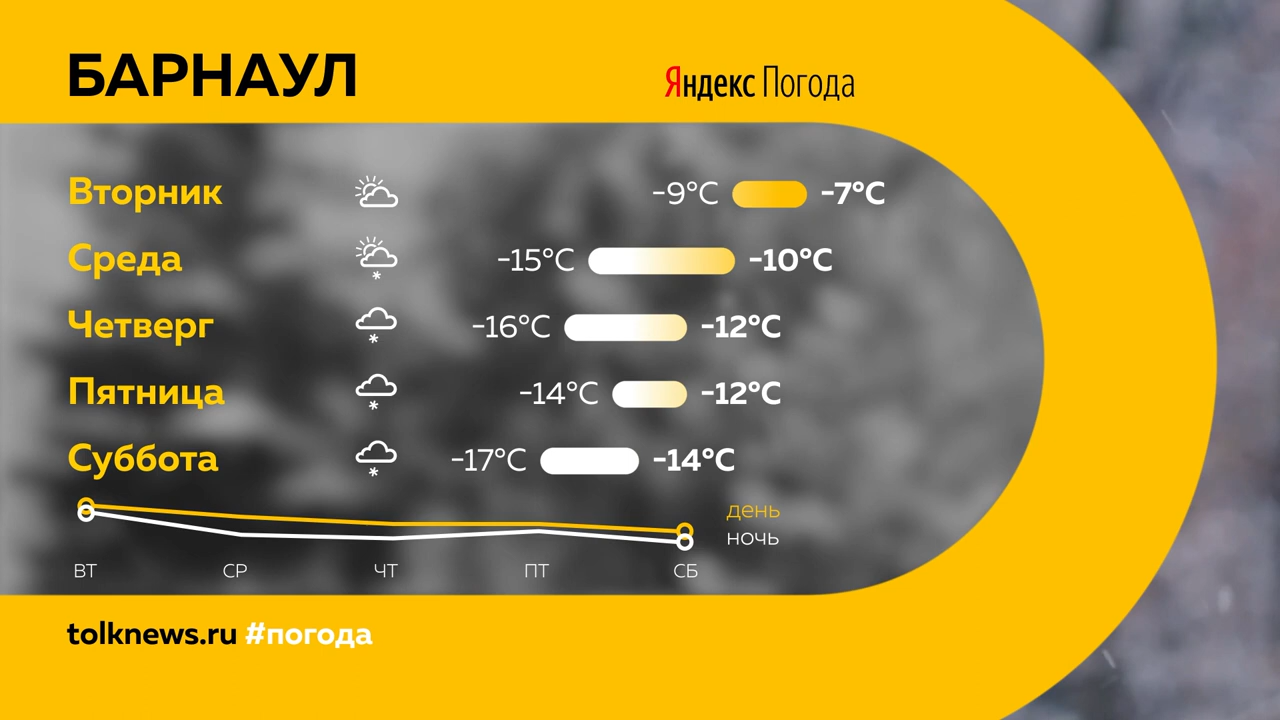 БАРНАУЛ
Яндекс Погода
Вторник -9°C -7°C
Среда -15°C -10°C
Четверг -16°C -12°C
Пятница -14°C -12°C
Суббота -17°C -14°C
день
ночь
ВТ СР ЧТ ПТ СБ
tolknews.ru #погода